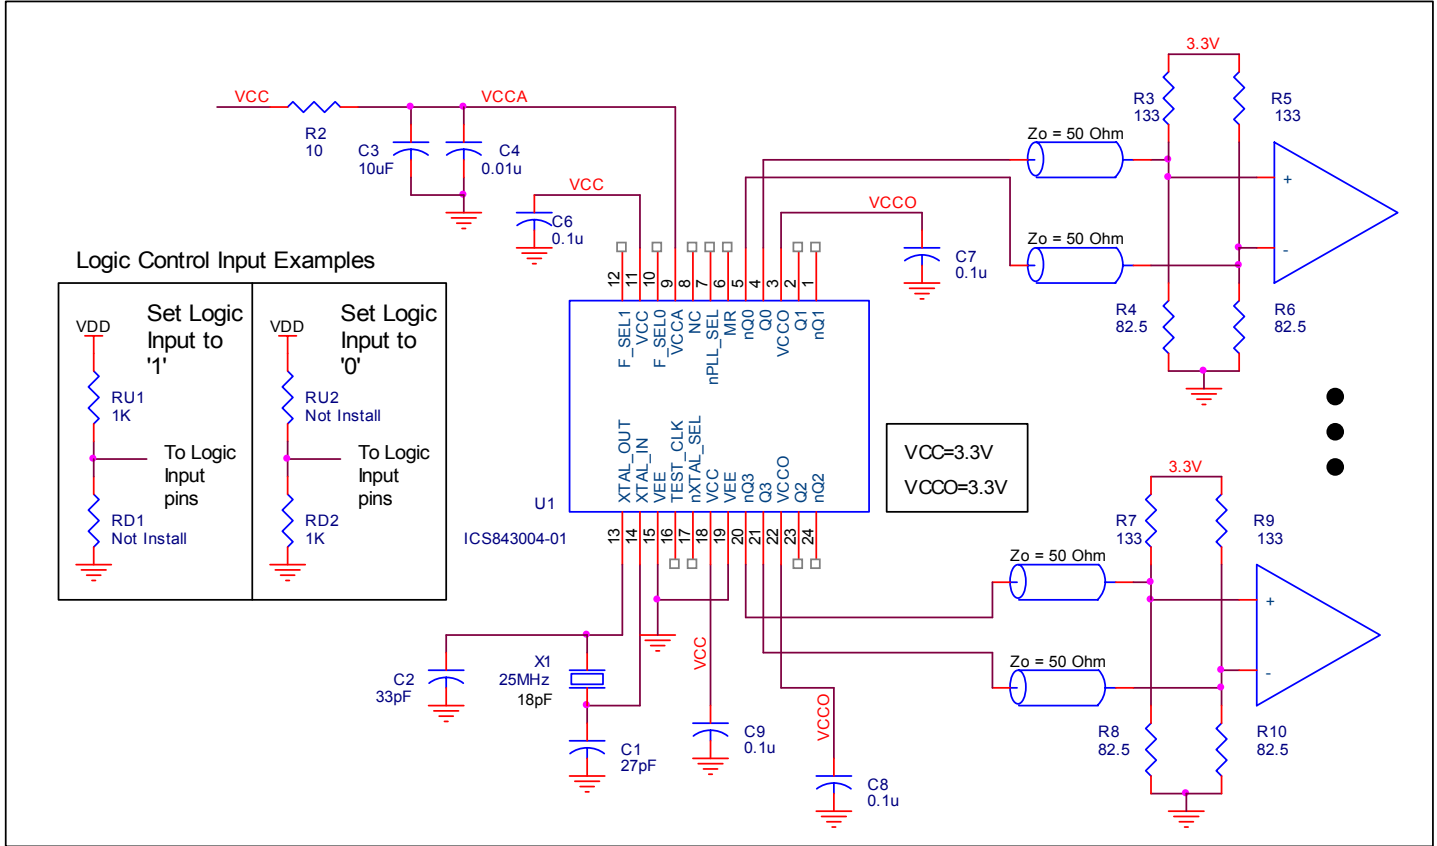 3.3V
VCC
VCCA
R2
10
C3
10uF
C4
0.01u
R3
133
R5
133
Zo = 50 Ohm
+
-
VCC
C6
0.1u
VCCO
C7
0.1u
Zo = 50 Ohm
R4
82.5
R6
82.5
Logic Control Input Examples
VDD
Set Logic
Input to
'1'
RU1
1K
To Logic
Input
pins
RD1
Not Install
VDD
Set Logic
Input to
'0'
RU2
Not Install
To Logic
Input
pins
RD2
1K
12
11
10
9
8
7
6
5
4
3
2
1
F_SEL1
VCC
F_SEL0
VCCA
NC
nPLL_SEL
MR
nQ0
Q0
VCCO
Q1
nQ1
XTAL_OUT
XTAL_IN
VEE
TEST_CLK
nXTAL_SEL
VCC
VEE
nQ3
Q3
VCCO
Q2
nQ2
13
14
15
16
17
18
19
20
21
22
23
24
U1
ICS843004-01
VCC=3.3V
VCCO=3.3V
3.3V
R7
133
R9
133
Zo = 50 Ohm
+
-
Zo = 50 Ohm
R8
82.5
R10
82.5
C2
33pF
X1
25MHz
18pF
C1
27pF
VCC
C9
0.1u
VCCO
C8
0.1u